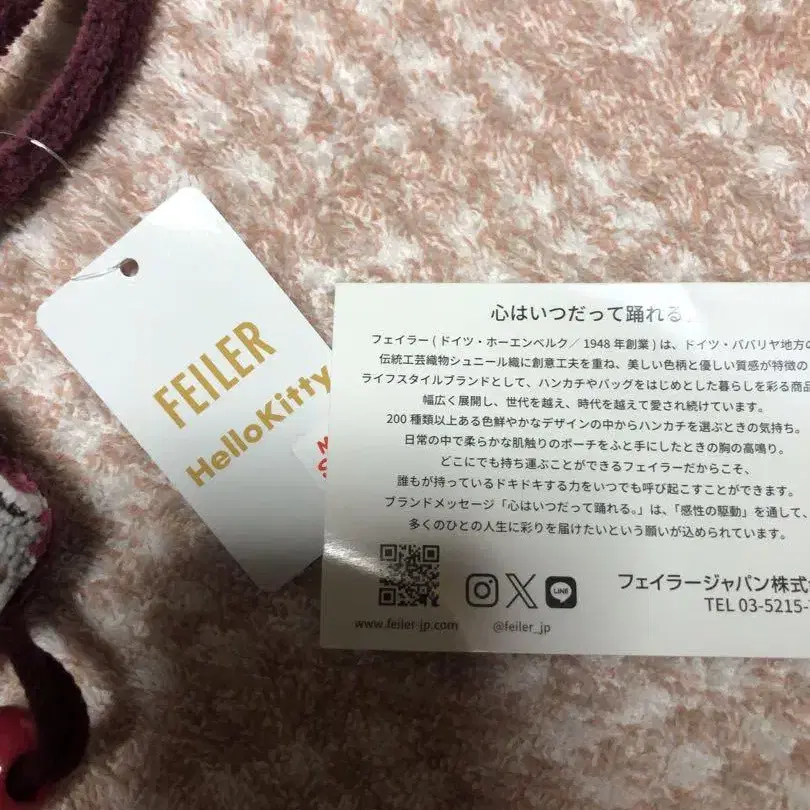 FEILER
HelloKitty
心はいつだって踊れる。
フェイラー ( ドイツ・ホーエンベルク／ 1948 年創業 ) は、ドイツ・ババリヤ地方の
伝統工芸織物シュニール織に創意工夫を重ね、美しい色柄と優しい質感が特徴の
ライフスタイルブランドとして、ハンカチやバッグをはじめとした暮らしを彩る商品
幅広く展開し、世代を越え、時代を越えて愛され続けています。
200 種類以上ある色鮮やかなデザインの中からハンカチを選ぶときの気持ち。
日常の中で柔らかな肌触りのポーチをふと手にしたときの胸の高鳴り。
どこにでも持ち運ぶことができるフェイラーだからこそ、
誰もが持っているドキドキする力をいつでも呼び起こすことができます。
ブランドメッセージ「心はいつだって踊れる。」は、「感性の駆動」を通して、
多くのひとの人生に彩りを届けたいという願いが込められています。
LINE
フェイラージャパン株式
TEL 03-5215-
www.feiler-jp.com
@feiler_jp